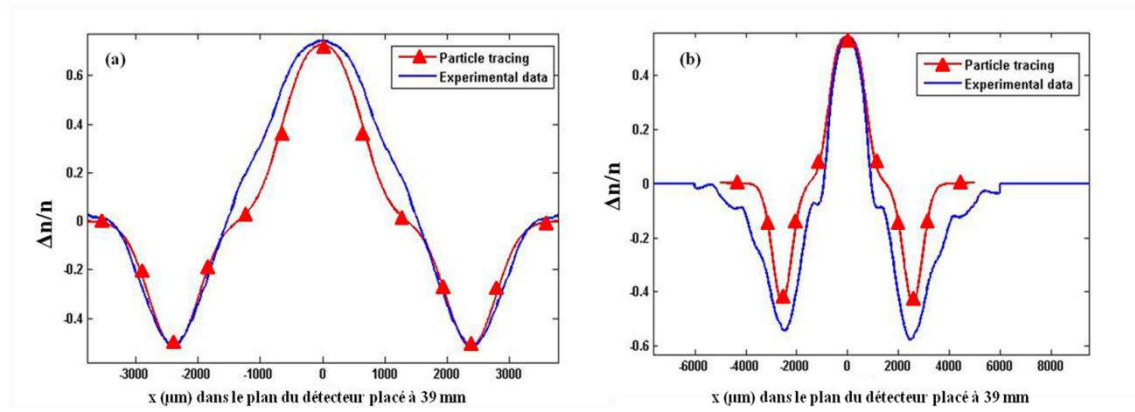 (a)
Particle tracing
Experimental data
0.6
0.4
0.2
0
-0.2
-0.4
Δn/n
-3000 -2000 -1000 0 1000 2000 3000
x (μm) dans le plan du détecteur placé à 39 mm
(b)
Particle tracing
Experimental data
0.4
0.2
0
-0.2
-0.4
-0.6
Δn/n
-6000 -4000 -2000 0 2000 4000 6000 8000
x (μm) dans le plan du détecteur placé à 39 mm